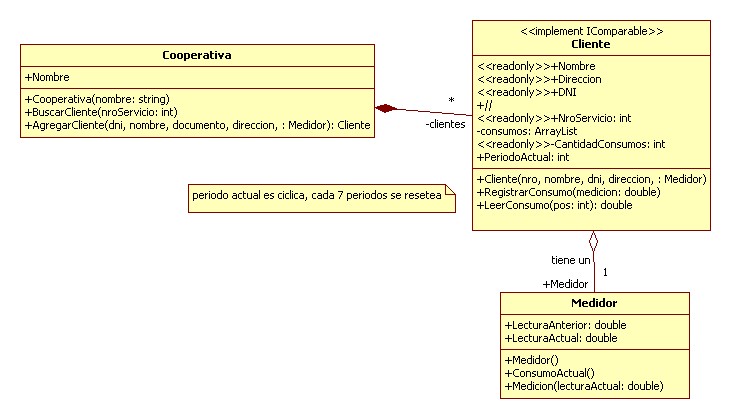 Cooperativa
+Nombre
+Cooperativa(nombre: string)
+BuscarCliente(nroServicio: int)
+AgregarCliente(dni, nombre, documento, direccion, : Medidor): Cliente
*
-clientes
<<implement IComparable>>
Cliente
<<readonly>>+Nombre
<<readonly>>+Direccion
<<readonly>>+DNI
+//
<<readonly>>+NroServicio: int
-consumos: ArrayList
<<readonly>>-CantidadConsumos: int
+PeriodoActual: int
+Cliente(nro, nombre, dni, direccion, : Medidor)
+RegistrarConsumo(medicion: double)
+LeerConsumo(pos: int): double
periodo actual es ciclica, cada 7 periodos se resetea
tiene un
1
+Medidor
Medidor
+LecturaAnterior: double
+LecturaActual: double
+Medidor()
+ConsumoActual()
+Medicion(lecturaActual: double)